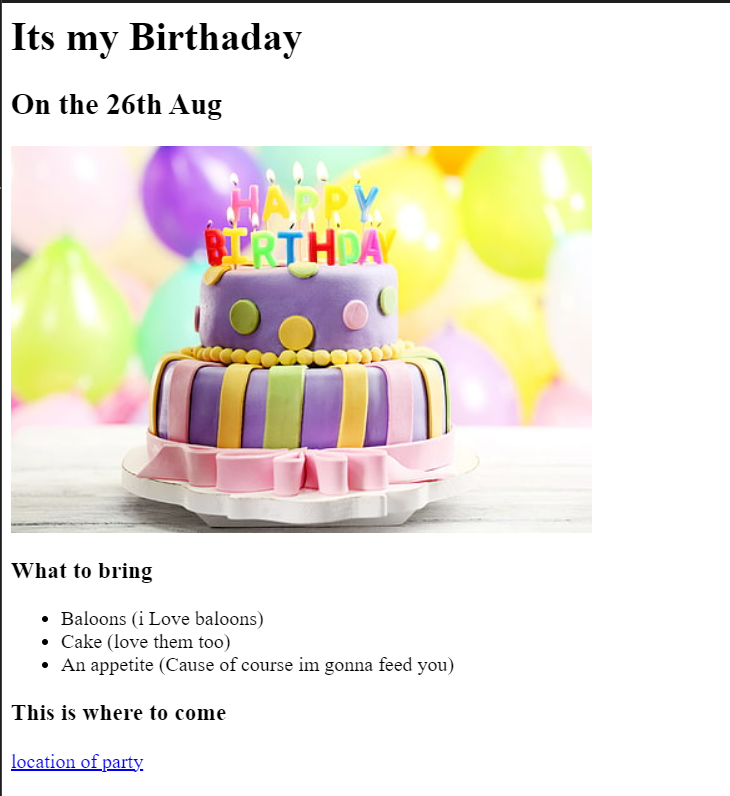 Its my Birthaday
On the 26th Aug
HAPPY
BIRTHDAY
What to bring
Baloons (i Love baloons)
Cake (love them too)
An appetite (Cause of course im gonna feed you)
This is where to come
location of party